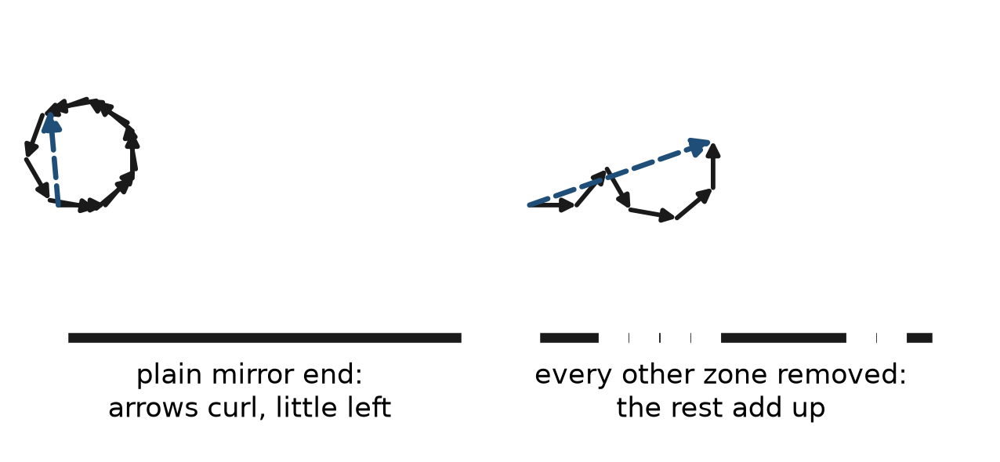 plain mirror end:
arrows curl, little left
every other zone removed:
the rest add up